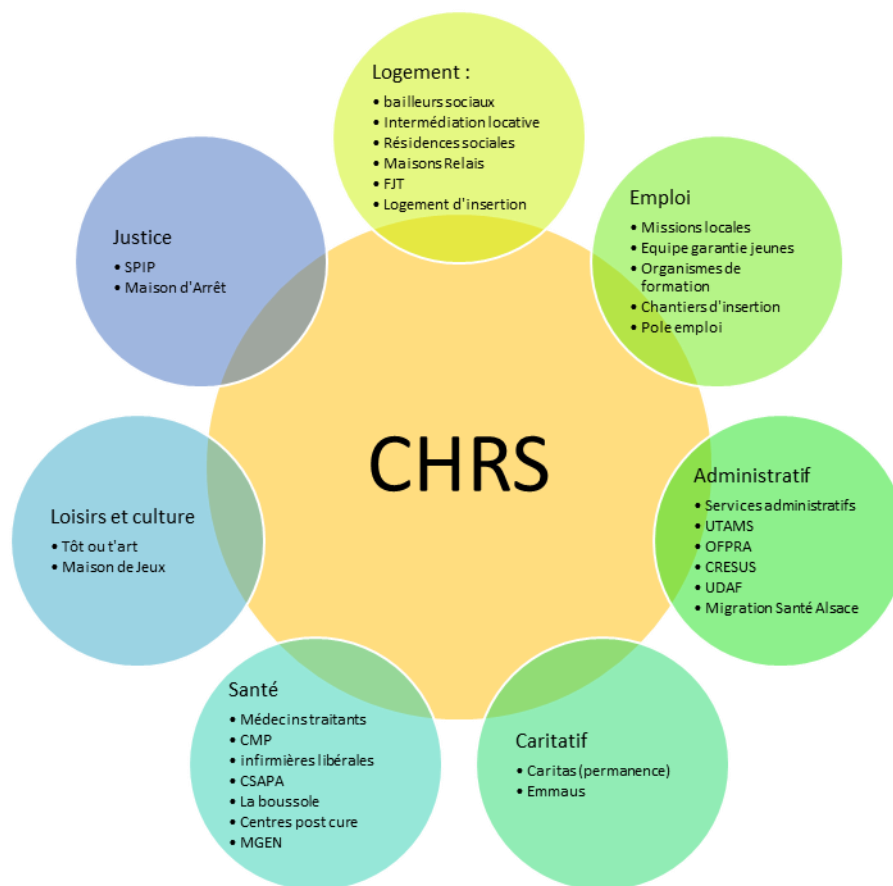 Logement :
• bailleurs sociaux
• Intermédiation locative
• Résidences sociales
• Maisons Relais
• FJT
• Logement d'insertion
Emploi
• Missions locales
• Equipe garantie jeunes
• Organismes de
formation
• Chantiers d'insertion
• Pole emploi
Administratif
• Services administratifs
• UTAMS
• OFPRA
• CRESUS
• UDAF
• Migration Santé Alsace
Caritatif
• Caritas (permanence)
• Emmaus
Santé
• Médecins traitants
• CMP
• infirmières libérales
• CSAPA
• La boussole
• Centres post cure
• MGEN
Loisirs et culture
• Tôt ou t'art
• Maison de Jeux
Justice
• SPIP
• Maison d'Arrêt
CHRS